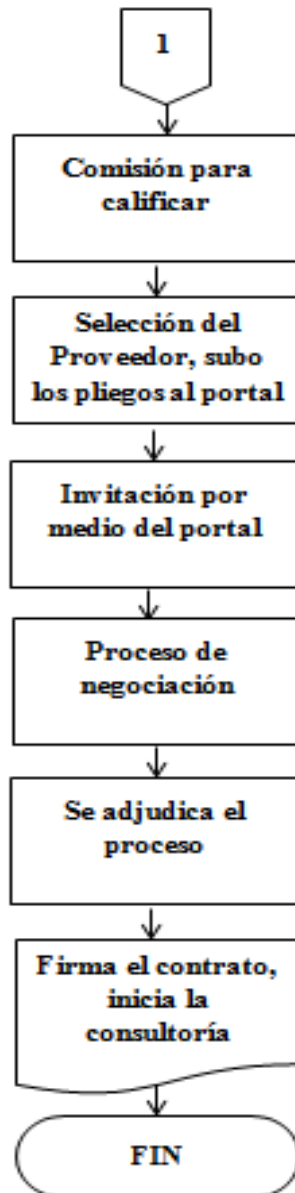 1
Comisión para
calificar
Selección del
Proveedor, subo
los pliegos al portal
Invitación por
medio del portal
Proceso de
negociación
Se adjudica el
proceso
Firma el contrato,
inicia la
consultoría
FIN